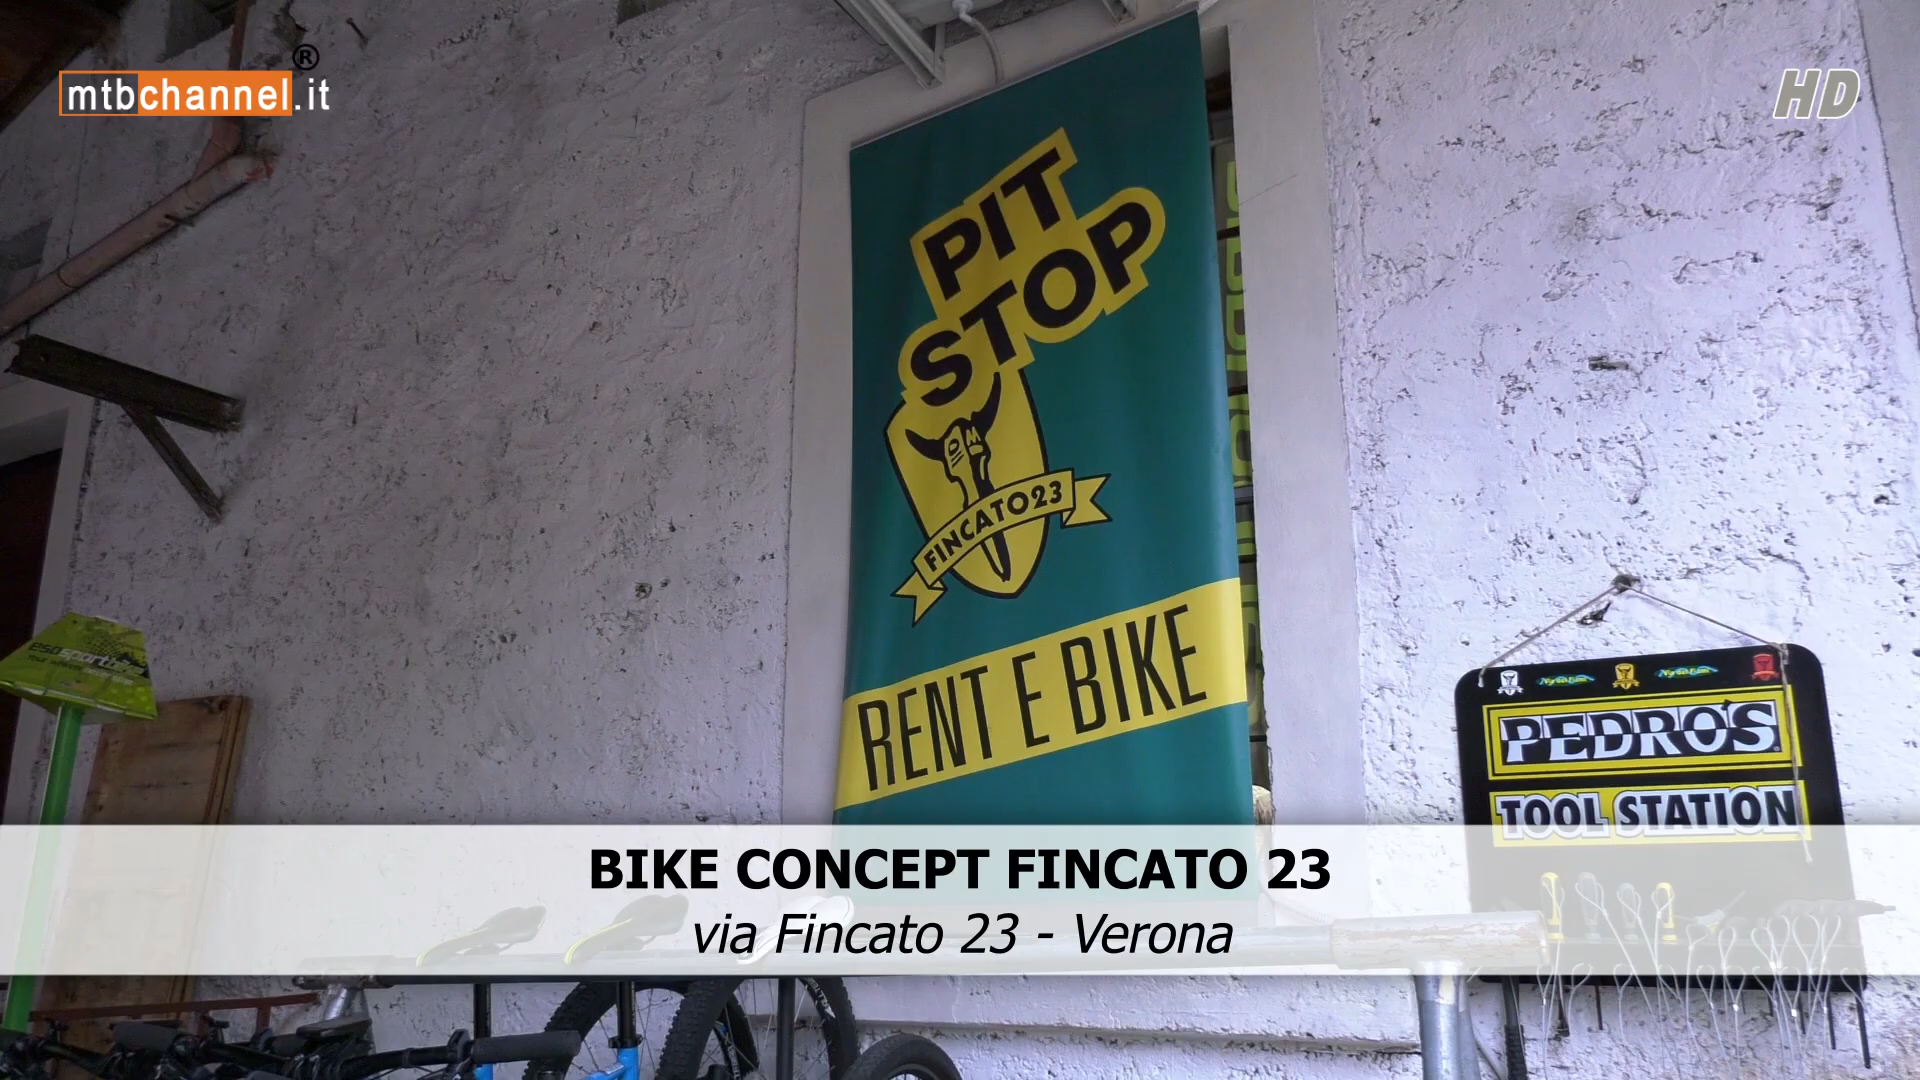 ®
mtbchannel.it
HD
PIT
STOP
FINCATO23
RENT E BIKE
PEDRO'S
TOOL STATION
BIKE CONCEPT FINCATO 23
via Fincato 23 - Verona